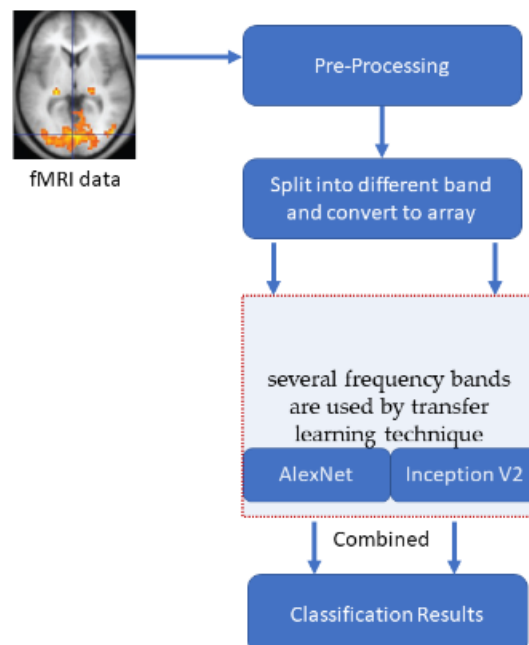 Pre-Processing
fMRI data
Split into different band
and convert to array
several frequency bands
are used by transfer
learning technique
AlexNet
Inception V2
Combined
Classification Results